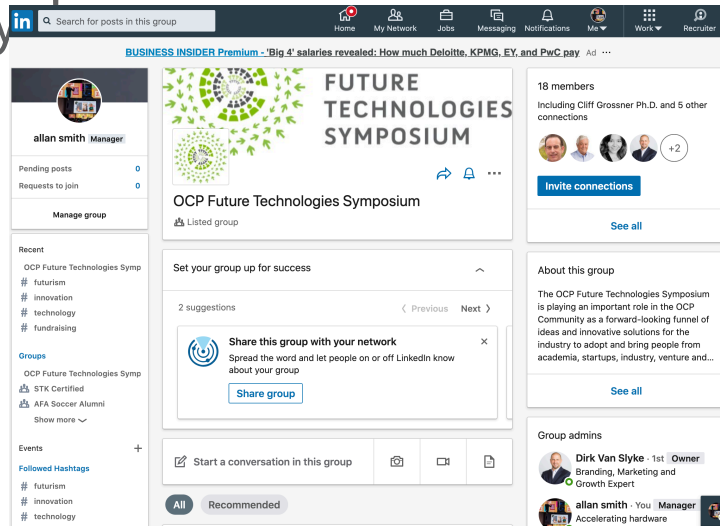 y
in
Search for posts in this group
Home
My Network
Jobs
Messaging
Notifications
Me
Work
Recruiter
BUSINESS INSIDER Premium - 'Big 4' salaries revealed: How much Deloitte, KPMG, EY, and PwC pay Ad ...
allan smith Manager
Pending posts 0
Requests to join 0
Manage group
Recent
OCP Future Technologies Symp
# futurism
# innovation
# technology
# fundraising
Groups
OCP Future Technologies Symp
STK Certified
AFA Soccer Alumni
Show more
Events +
Followed Hashtags
# futurism
# innovation
# technology
FUTURE
TECHNOLOGIES
SYMPOSIUM
OCP Future Technologies Symposium
Listed group
Set your group up for success
2 suggestions
Previous Next
Share this group with your network
Spread the word and let people on or off LinkedIn know
about your group
Share group
Start a conversation in this group
All Recommended
18 members
Including Cliff Grossner Ph.D. and 5 other
connections
+2
Invite connections
See all
About this group
The OCP Future Technologies Symposium
is playing an important role in the OCP
Community as a forward-looking funnel of
ideas and innovative solutions for the
industry to adopt and bring people from
academia, startups, industry, venture and...
See all
Group admins
Dirk Van Slyke · 1st Owner
Branding, Marketing and
Growth Expert
allan smith · You Manager
Accelerating hardware